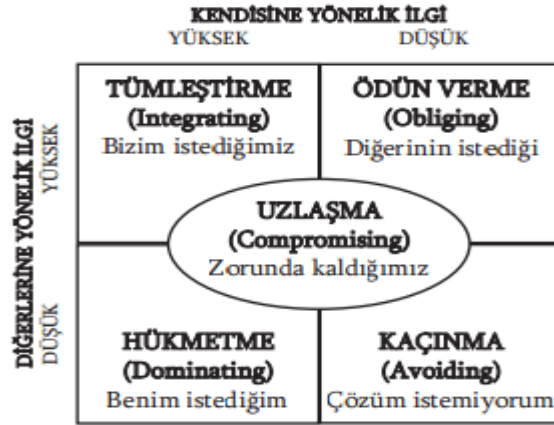 KENDİSİNE YÖNELİK İLGİ
YÜKSEK DÜŞÜK
DİĞERLERİNE YÖNELİK İLGİ
YÜKSEK
DÜŞÜK
TÜMLEŞTİRME
(Integrating)
Bizim istediğimiz
ÖDÜN VERME
(Obliging)
Diğerinin istediği
UZLAŞMA
(Compromising)
Zorunda kaldığımız
HÜKMETME
(Dominating)
Benim istediğim
KAÇINMA
(Avoiding)
Çözüm istemiyorum